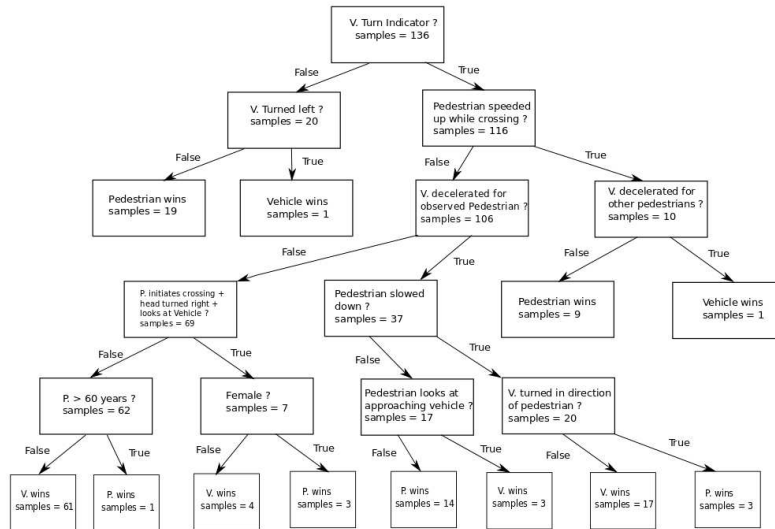 V. Turn Indicator ?
samples = 136
False
True
V. Turned left ?
samples = 20
Pedestrian speeded
up while crossing ?
samples = 116
False
True
False
True
Pedestrian wins
samples = 19
Vehicle wins
samples = 1
V. decelerated for
observed Pedestrian ?
samples = 106
V. decelerated for
other pedestrians ?
samples = 10
False
True
False
True
P. initiates crossing +
head turned right +
looks at Vehicle ?
samples = 69
Pedestrian slowed
down ?
samples = 37
Pedestrian wins
samples = 9
Vehicle wins
samples = 1
False
True
False
True
P. > 60 years ?
samples = 62
Female ?
samples = 7
Pedestrian looks at
approaching vehicle ?
samples = 17
V. turned in direction
of pedestrian ?
samples = 20
False
True
False
True
False
True
False
True
V. wins
samples = 61
P. wins
samples = 1
V. wins
samples = 4
P. wins
samples = 3
P. wins
samples = 14
V. wins
samples = 3
V. wins
samples = 17
P. wins
samples = 3